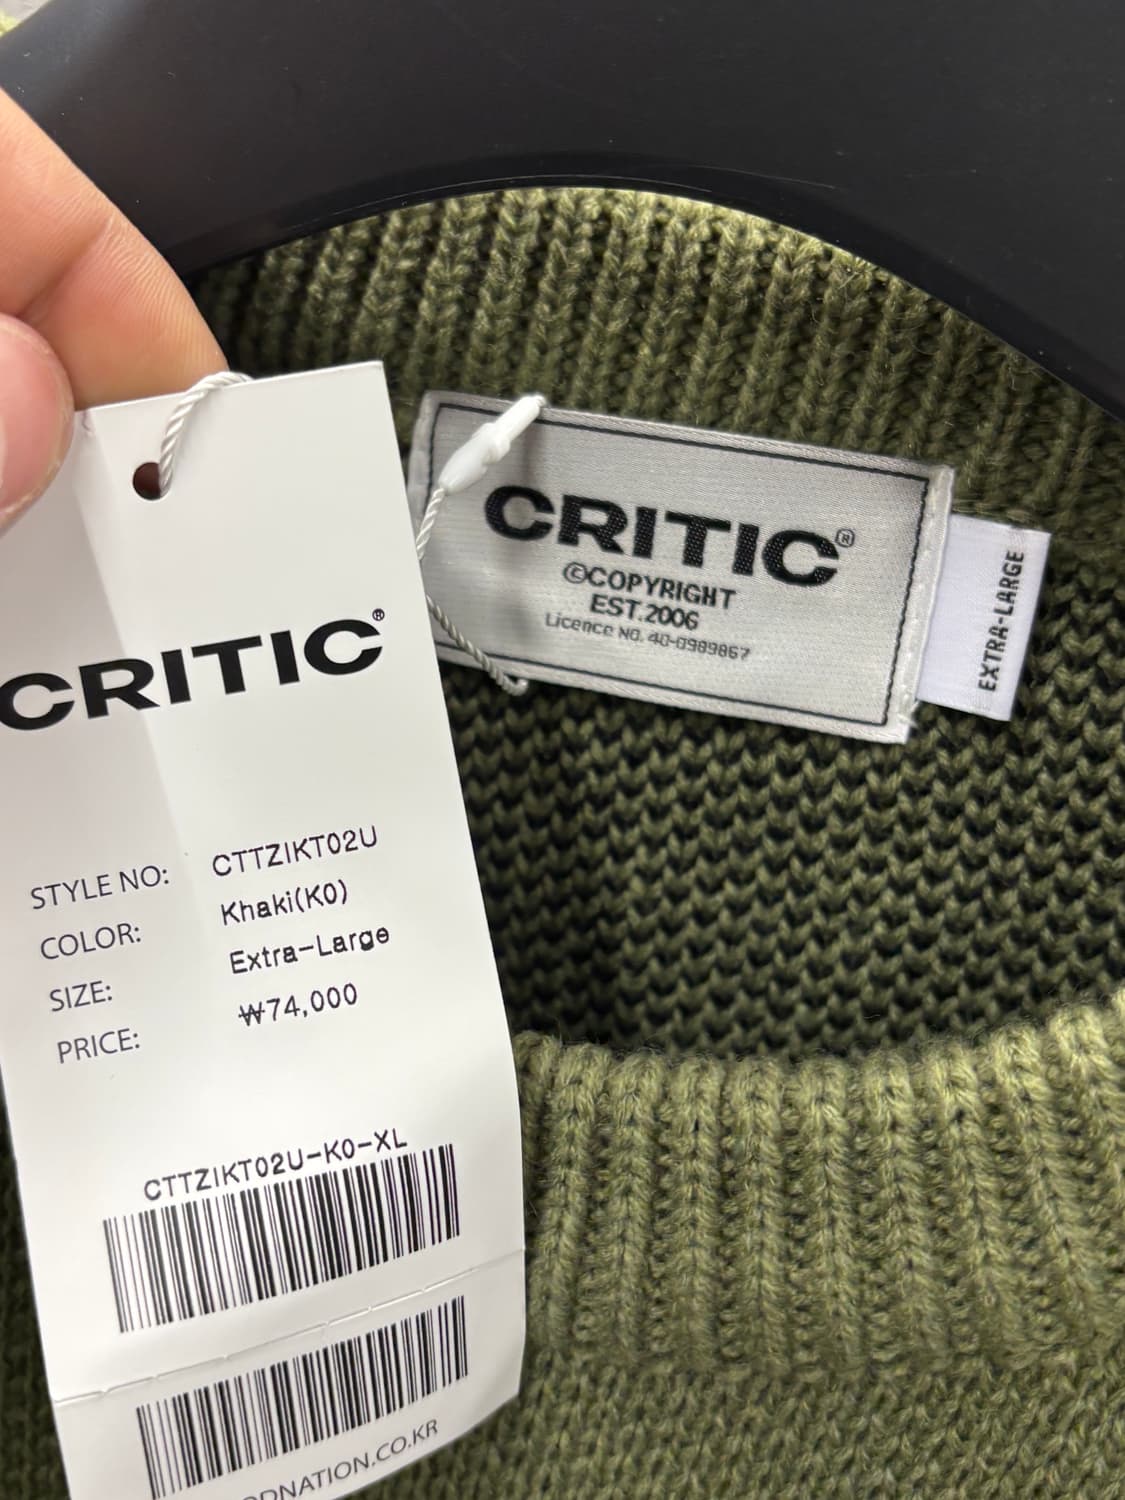 CRITIC®
STYLE NO: CTTZIKT02U
COLOR: Khaki(K0)
SIZE: Extra-Large
PRICE: ₩74,000
CTTZIKT02U-K0-XL
CRITIC®
©COPYRIGHT
EST.2006
Licence NO. 40-0989867
EXTRA-LARGE